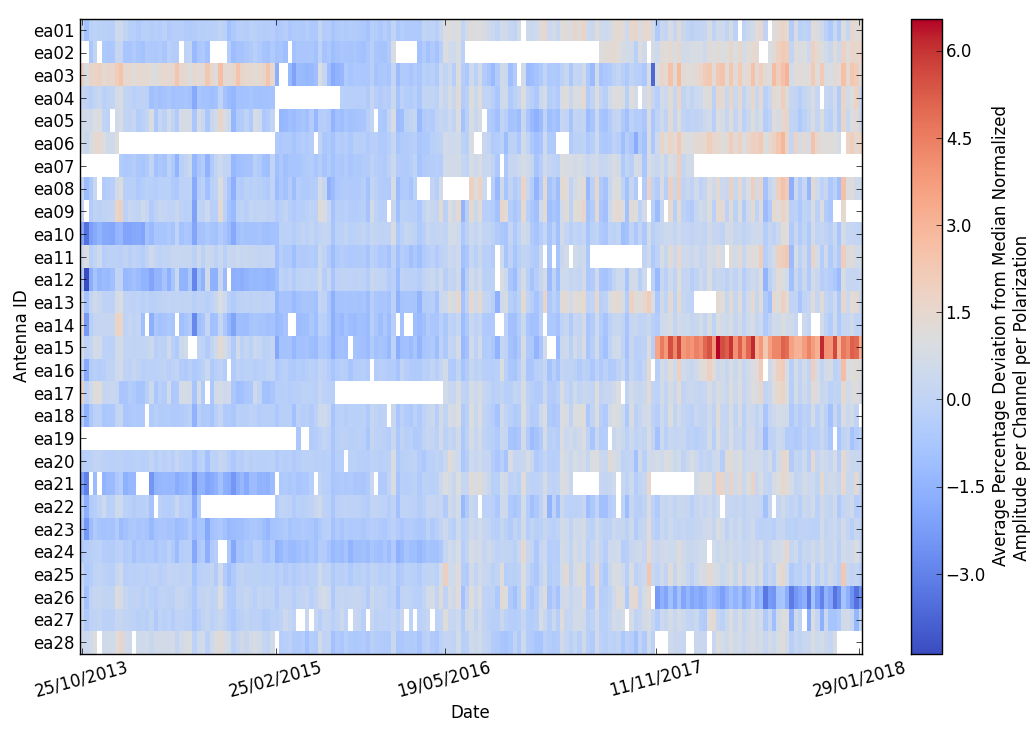 ea01
ea02
ea03
ea04
ea05
ea06
ea07
ea08
ea09
ea10
ea11
ea12
ea13
ea14
ea15
ea16
ea17
ea18
ea19
ea20
ea21
ea22
ea23
ea24
ea25
ea26
ea27
ea28
Antenna ID
25/10/2013
25/02/2015
19/05/2016
11/11/2017
29/01/2018
Date
6.0
4.5
3.0
1.5
0.0
−1.5
−3.0
Average Percentage Deviation from Median Normalized
Amplitude per Channel per Polarization